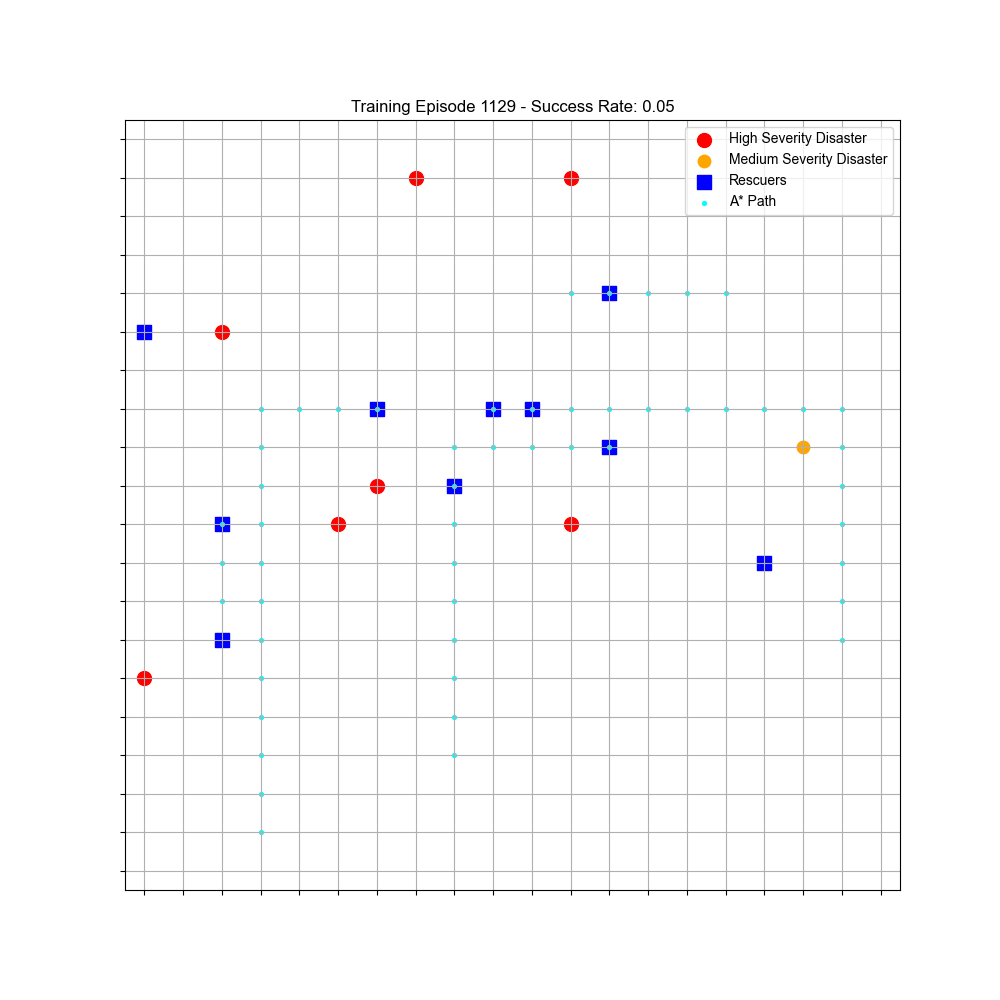 Training Episode 1129 - Success Rate: 0.05
High Severity Disaster
Medium Severity Disaster
Rescuers
A* Path